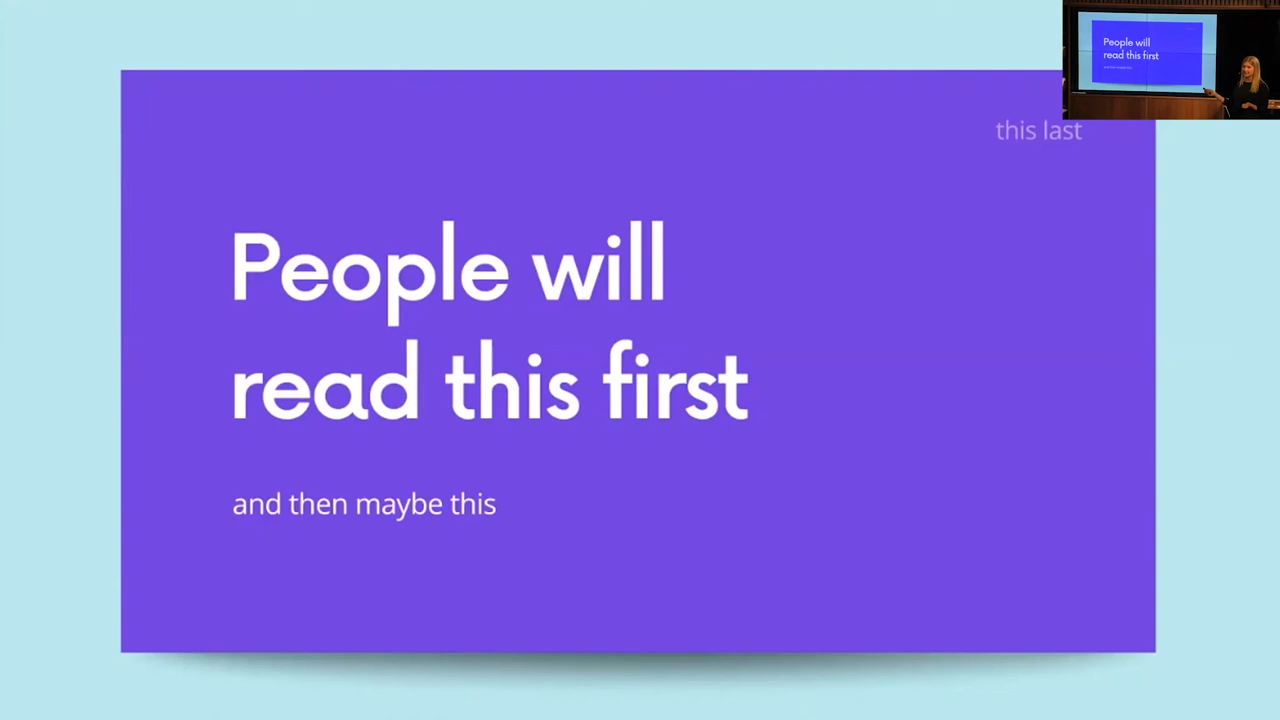 this last
People will
read this first
and then maybe this
People will
read this first